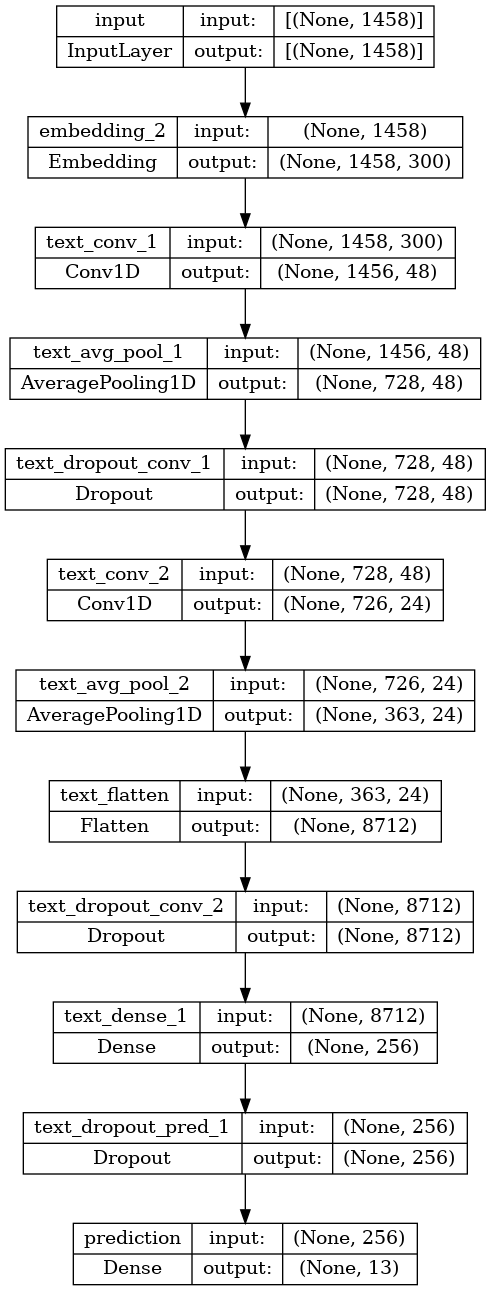 input input: [(None, 1458)]
InputLayer output: [(None, 1458)]
embedding_2 input: (None, 1458)
Embedding output: (None, 1458, 300)
text_conv_1 input: (None, 1458, 300)
Conv1D output: (None, 1456, 48)
text_avg_pool_1 input: (None, 1456, 48)
AveragePooling1D output: (None, 728, 48)
text_dropout_conv_1 input: (None, 728, 48)
Dropout output: (None, 728, 48)
text_conv_2 input: (None, 728, 48)
Conv1D output: (None, 726, 24)
text_avg_pool_2 input: (None, 726, 24)
AveragePooling1D output: (None, 363, 24)
text_flatten input: (None, 363, 24)
Flatten output: (None, 8712)
text_dropout_conv_2 input: (None, 8712)
Dropout output: (None, 8712)
text_dense_1 input: (None, 8712)
Dense output: (None, 256)
text_dropout_pred_1 input: (None, 256)
Dropout output: (None, 256)
prediction input: (None, 256)
Dense output: (None, 13)